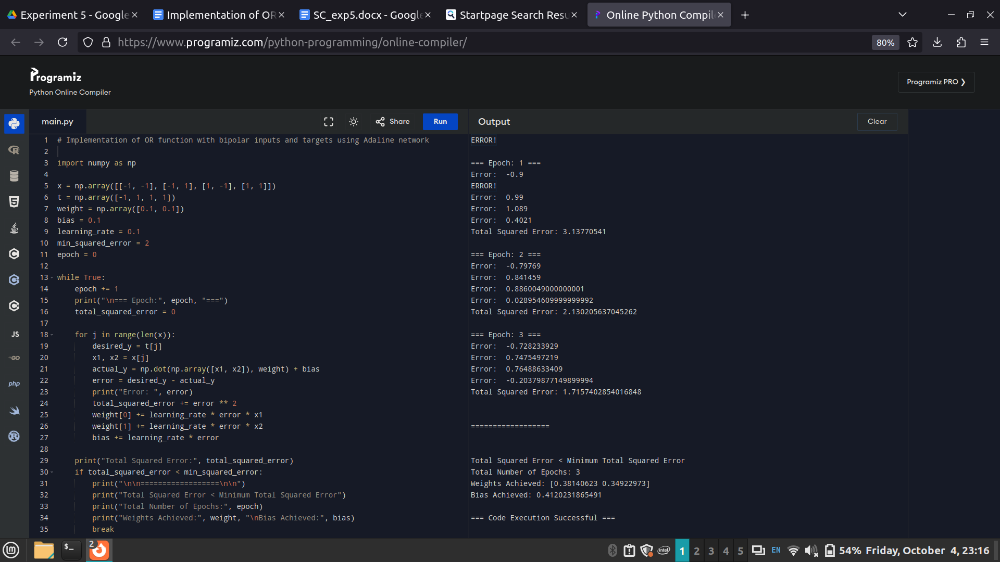 Experiment 5 - Google
Implementation of OR
SC_exp5.docx - Google
Startpage Search Resu
Online Python Compil
https://www.programiz.com/python-programming/online-compiler/
80%
Programiz
Python Online Compiler
Programiz PRO ❯
main.py
Share
Run
Output
Clear
1 # Implementation of OR function with bipolar inputs and targets using Adaline network
2
3 import numpy as np
4
5 x = np.array([[-1, -1], [-1, 1], [1, -1], [1, 1]])
6 t = np.array([-1, 1, 1, 1])
7 weight = np.array([0.1, 0.1])
8 bias = 0.1
9 learning_rate = 0.1
10 min_squared_error = 2
11 epoch = 0
12
13 while True:
14     epoch += 1
15     print("\n=== Epoch:", epoch, "===")
16     total_squared_error = 0
17
18     for j in range(len(x)):
19         desired_y = t[j]
20         x1, x2 = x[j]
21         actual_y = np.dot(np.array([x1, x2]), weight) + bias
22         error = desired_y - actual_y
23         print("Error: ", error)
24         total_squared_error += error ** 2
25         weight[0] += learning_rate * error * x1
26         weight[1] += learning_rate * error * x2
27         bias += learning_rate * error
28
29     print("Total Squared Error:", total_squared_error)
30     if total_squared_error < min_squared_error:
31         print("\n\n==================\n\n")
32         print("Total Squared Error < Minimum Total Squared Error")
33         print("Total Number of Epochs:", epoch)
34         print("Weights Achieved:", weight, "\nBias Achieved:", bias)
35         break
ERROR!
=== Epoch: 1 ===
Error:  -0.9
ERROR!
Error:  0.99
Error:  1.089
Error:  0.4021
Total Squared Error: 3.13770541
=== Epoch: 2 ===
Error:  -0.79769
Error:  0.841459
Error:  0.8860049000000001
Error:  0.028954609999999992
Total Squared Error: 2.130205637045262
=== Epoch: 3 ===
Error:  -0.728233929
Error:  0.7475497219
Error:  0.76488633409
Error:  -0.20379877149899994
Total Squared Error: 1.7157402854016848
==================
Total Squared Error < Minimum Total Squared Error
Total Number of Epochs: 3
Weights Achieved: [0.38140623 0.34922973]
Bias Achieved: 0.4120231865491
=== Code Execution Successful ===
R
5
C
C
C
JS
GO
php
R
$_
2
intel
1 2 3 4 5
EN
54% Friday, October  4, 23:16